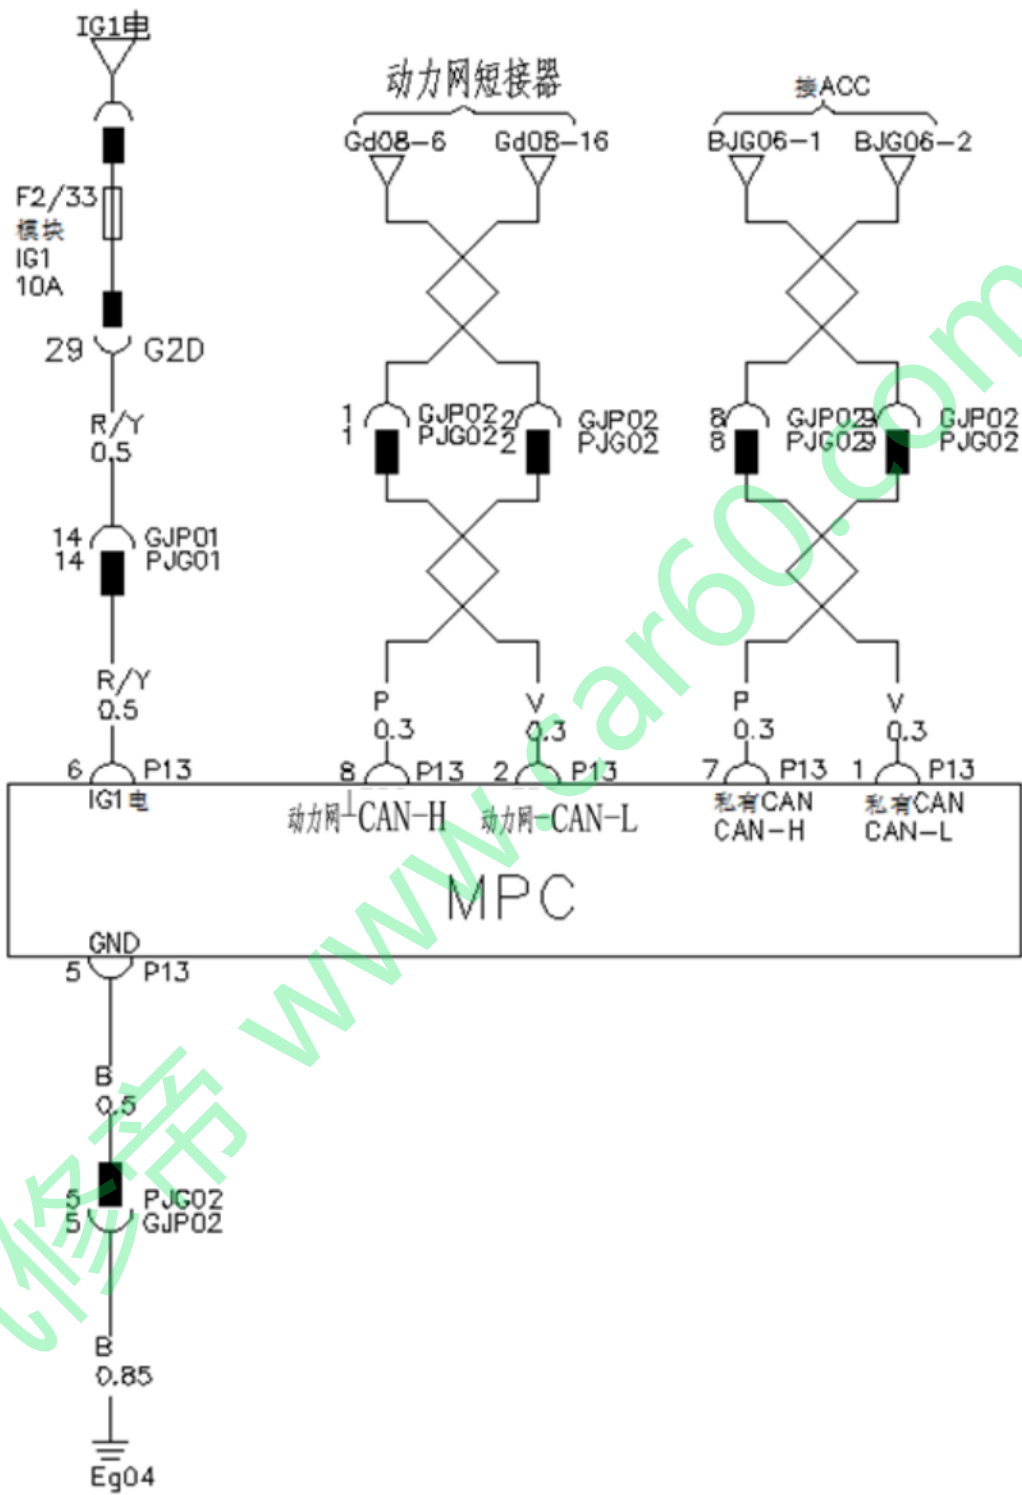 IG1电
动力网短接器
接ACC
Gd08-6
Gd08-16
BJG06-1
BJG06-2
F2/33
模块
IG1
10A
29
G2D
R/Y
0.5
1
GJP02
1
PJG02
2
GJP02
2
PJG02
8
GJP02
8
PJG02
9
GJP02
9
PJG02
14
GJP01
14
PJG01
R/Y
0.5
P
0.3
V
0.3
P
0.3
V
0.3
6
P13
8
P13
2
P13
7
P13
1
P13
IG1电
动力网
CAN-H
动力网
CAN-L
私有CAN
CAN-H
私有CAN
CAN-L
MPC
GND
5
P13
B
0.5
5
PJG02
5
GJP02
B
0.85
Eg04
修帝 www.car60.com